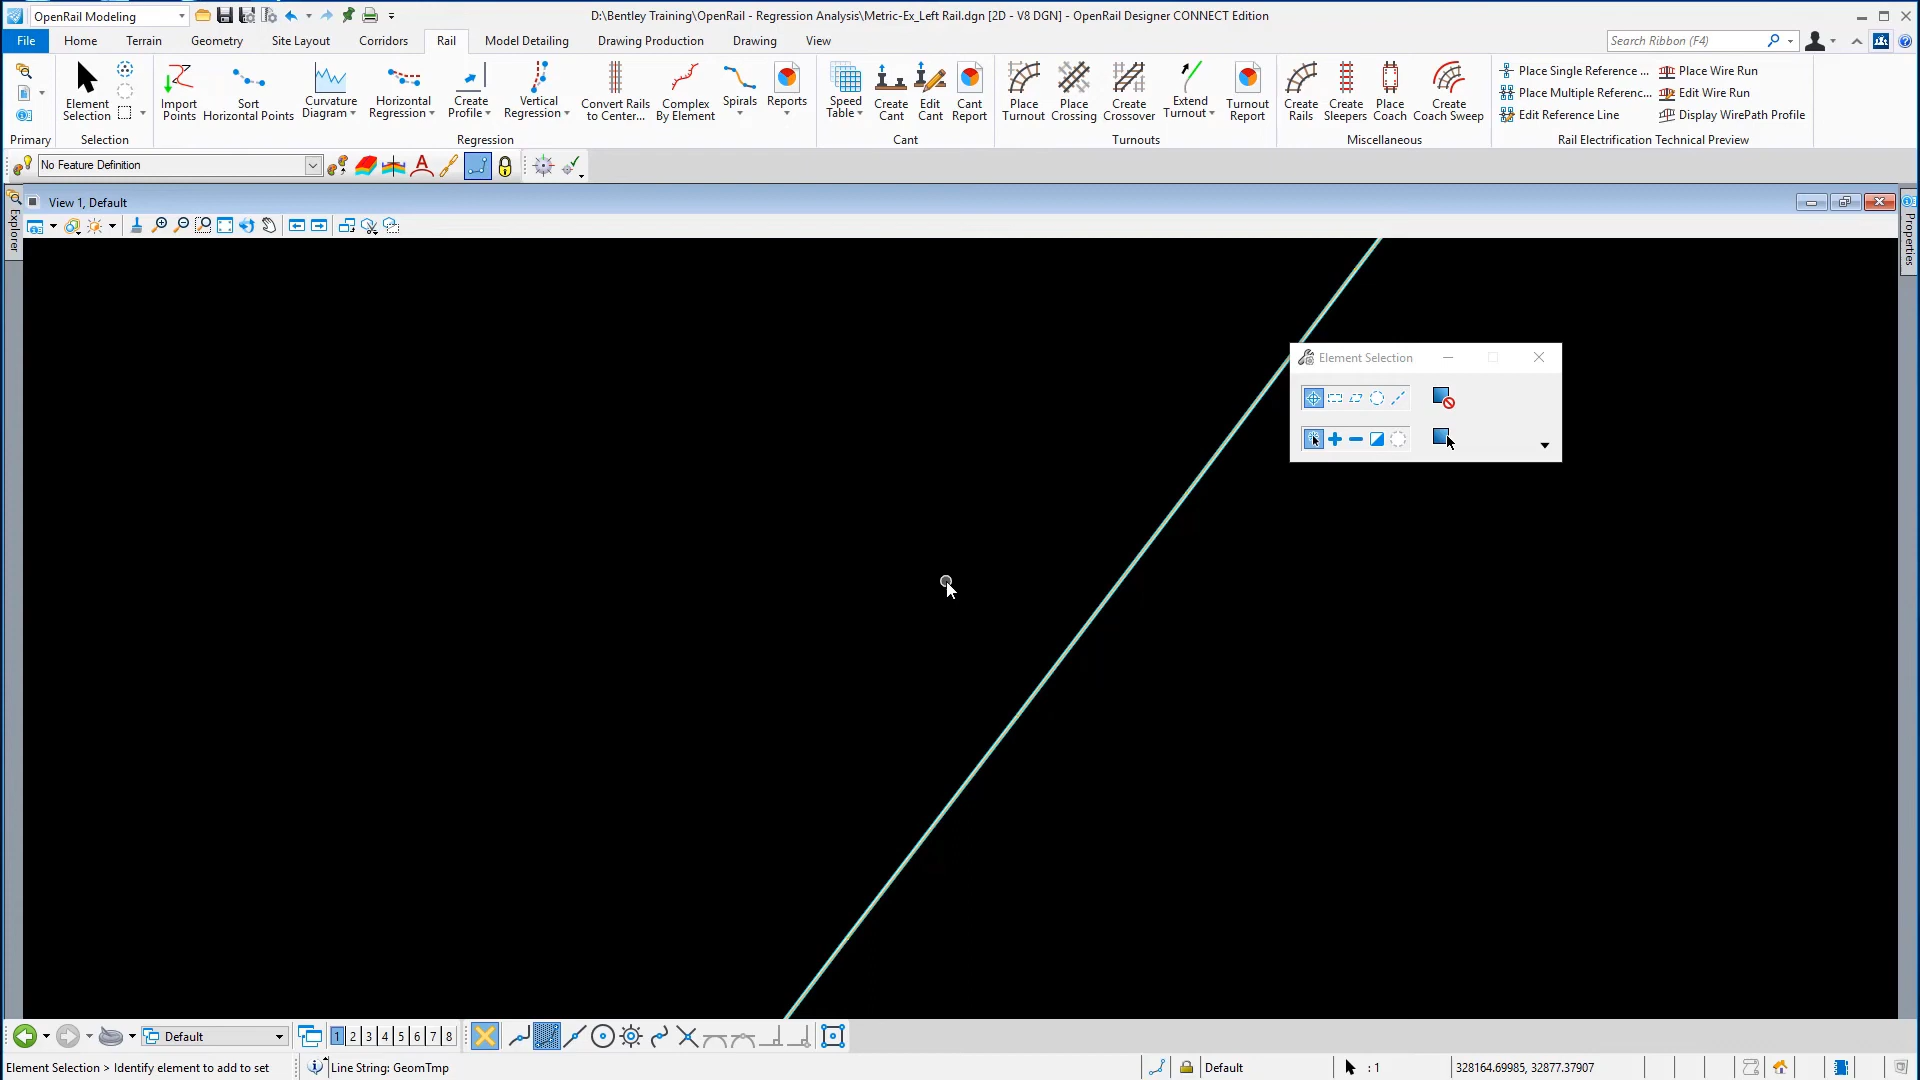 OpenRail Modeling
D:\Bentley Training\OpenRail - Regression Analysis\Metric-Ex_Left Rail.dgn [2D - V8 DGN] - OpenRail Designer CONNECT Edition
File Home Terrain Geometry Site Layout Corridors Rail Model Detailing Drawing Production Drawing View
Search Ribbon (F4)
Element Selection
Import Points
Sort Horizontal Points
Curvature Diagram
Horizontal Regression
Create Profile
Vertical Regression
Convert Rails to Center...
Complex By Element
Spirals
Reports
Speed Table
Create Cant
Edit Cant
Cant Report
Place Turnout
Place Crossing
Create Crossover
Extend Turnout
Turnout Report
Create Rails
Create Sleepers
Place Coach
Create Coach Sweep
Place Single Reference ...
Place Multiple Referenc...
Edit Reference Line
Place Wire Run
Edit Wire Run
Display WirePath Profile
Primary Selection Regression Cant Turnouts Miscellaneous Rail Electrification Technical Preview
No Feature Definition
View 1, Default
Explorer
Properties
Element Selection
Default
1 2 3 4 5 6 7 8
Element Selection > Identify element to add to set
Line String: GeomTmp
Default
: 1
328164.69985, 32877.37907